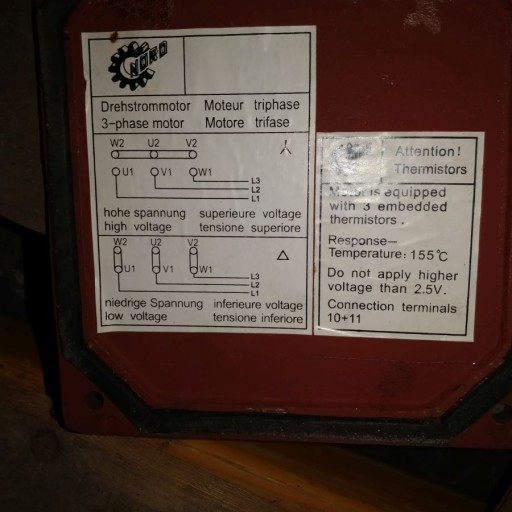 NORD
Drehstrommotor Moteur triphase
3-phase motor Motore trifase
W2 U2 V2
U1 V1 W1
L3
L2
L1
hohe spannung superieure voltage
high voltage tensione superiore
W2 U2 V2
U1 V1 W1
L3
L2
L1
niedrige Spannung inferieure voltage
low voltage tensione inferiore
Attention!
Thermistors
Motor is equipped
with 3 embedded
thermistors.
Response-
Temperature: 155°C
Do not apply higher
voltage than 2.5V.
Connection terminals
10+11